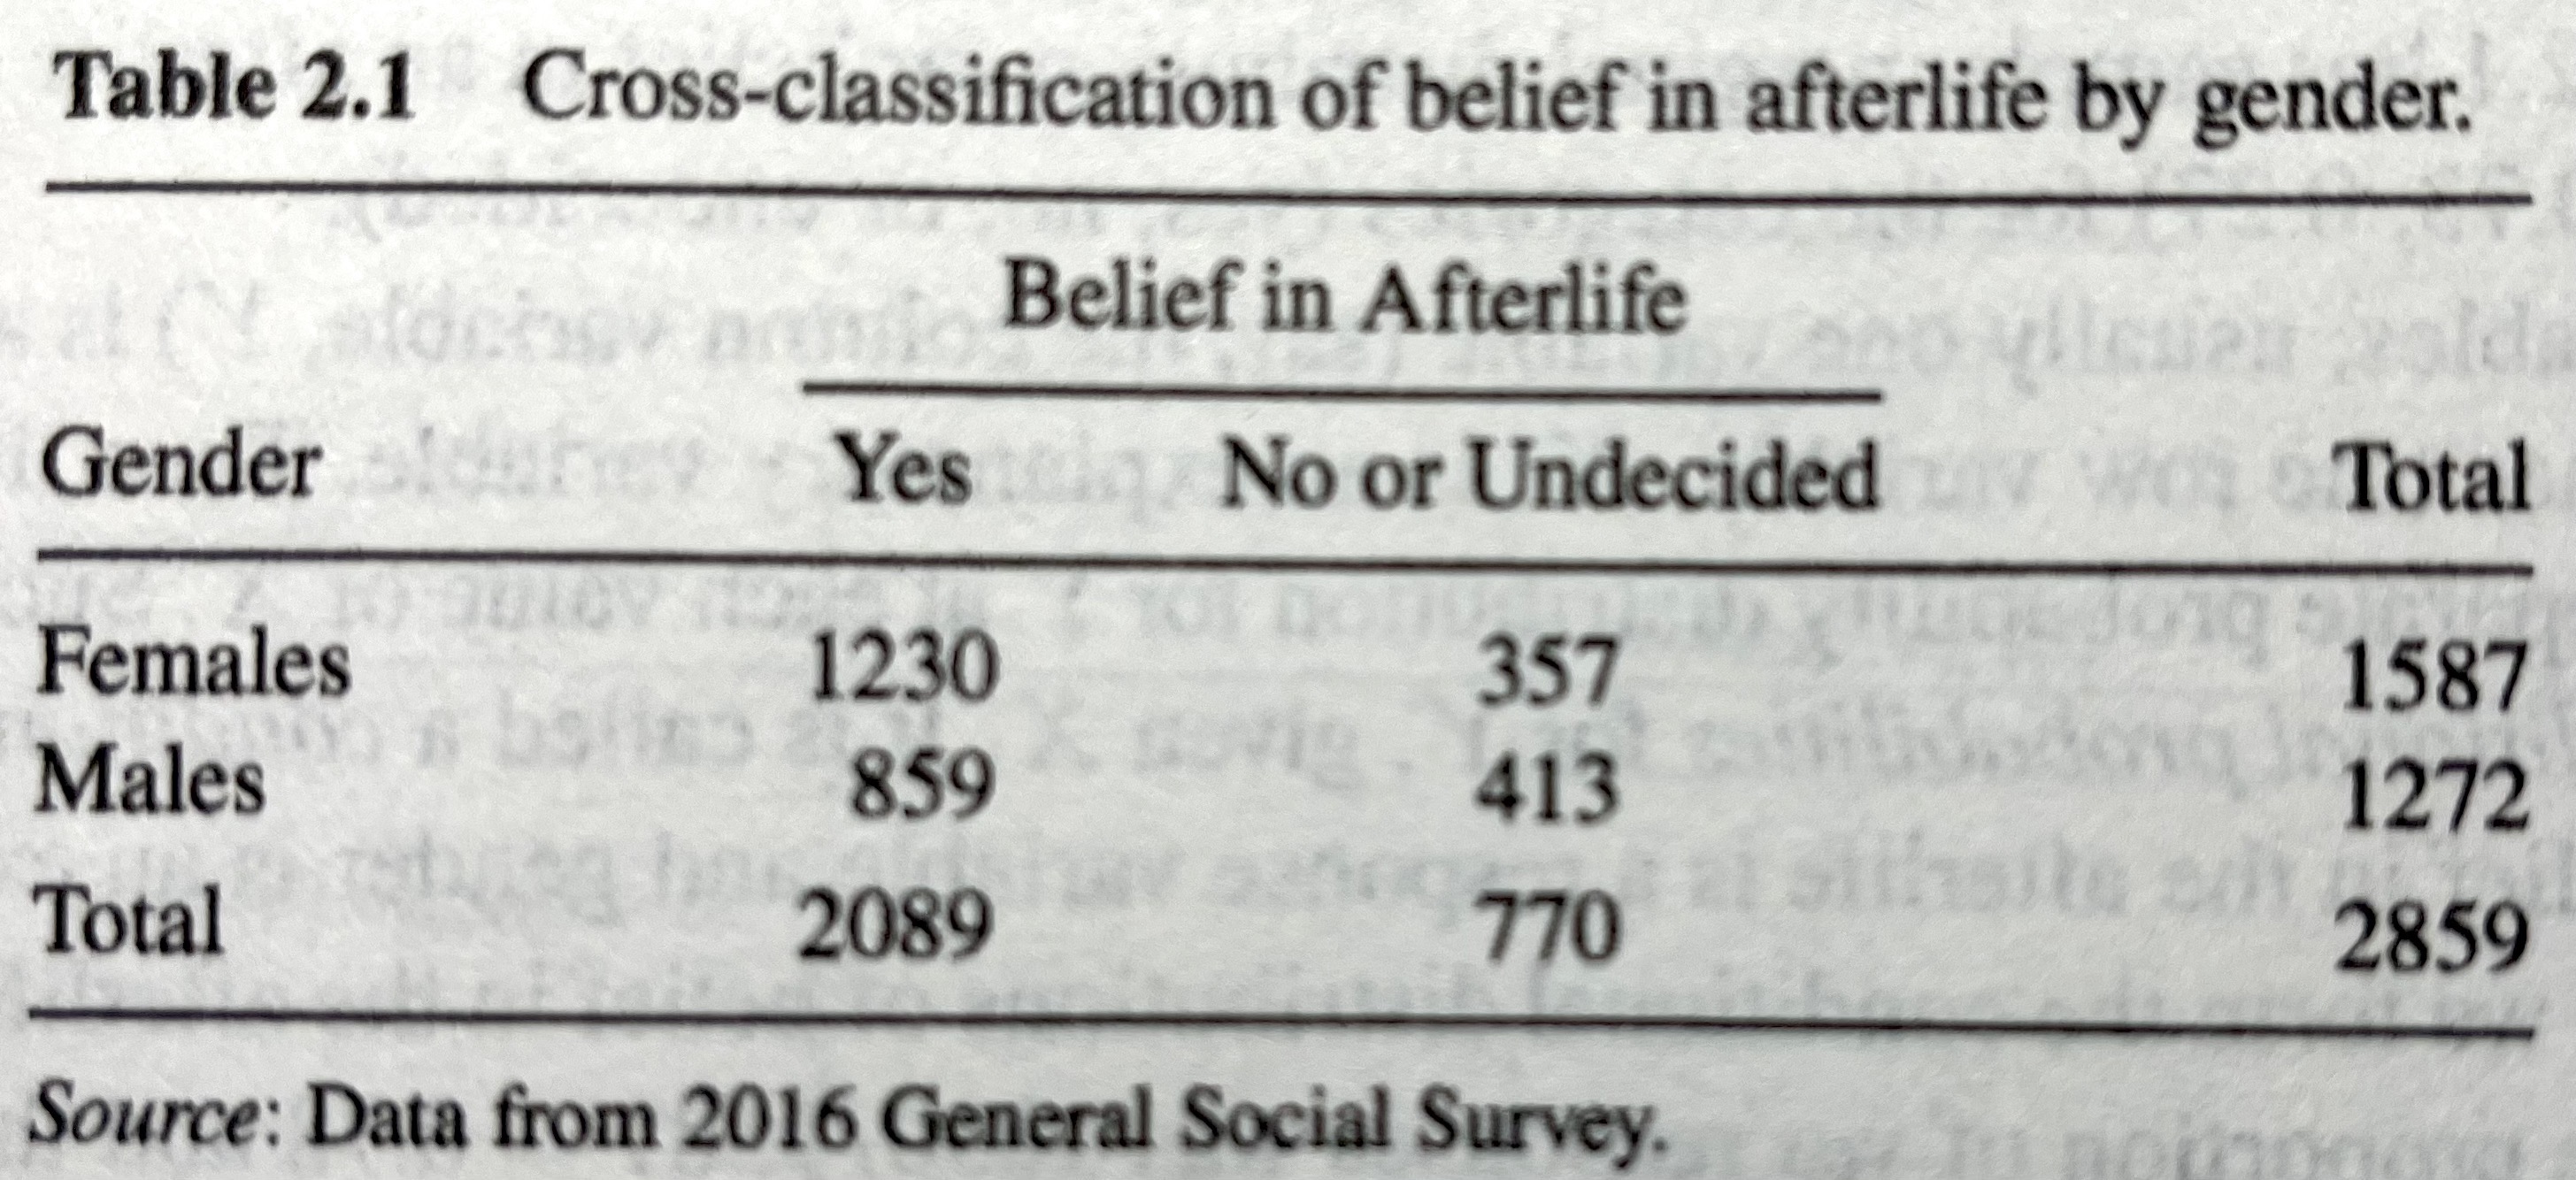 Table 2.1 Cross-classification of belief in afterlife by gender.
Belief in Afterlife
Gender Yes No or Undecided Total
Females 1230 357 1587
Males 859 413 1272
Total 2089 770 2859
Source: Data from 2016 General Social Survey.